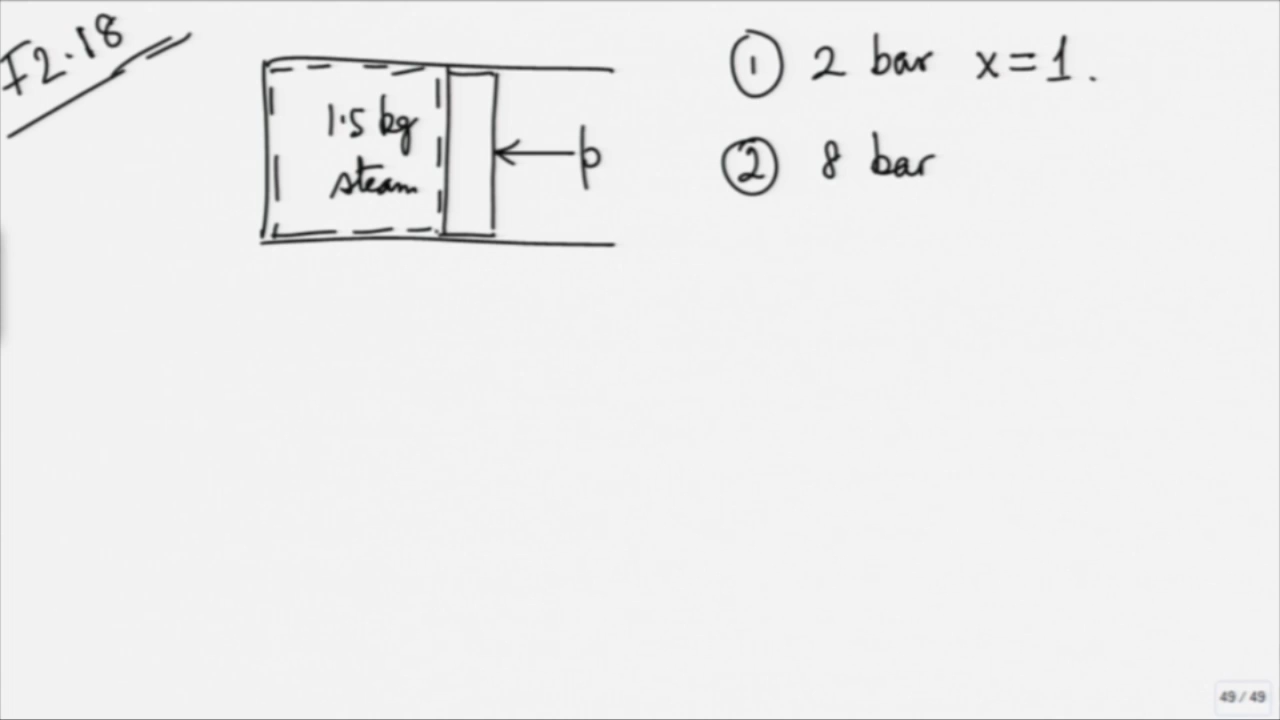 F2.18
1.5 kg
steam
p
① 2 bar x = 1.
② 8 bar
49 / 49